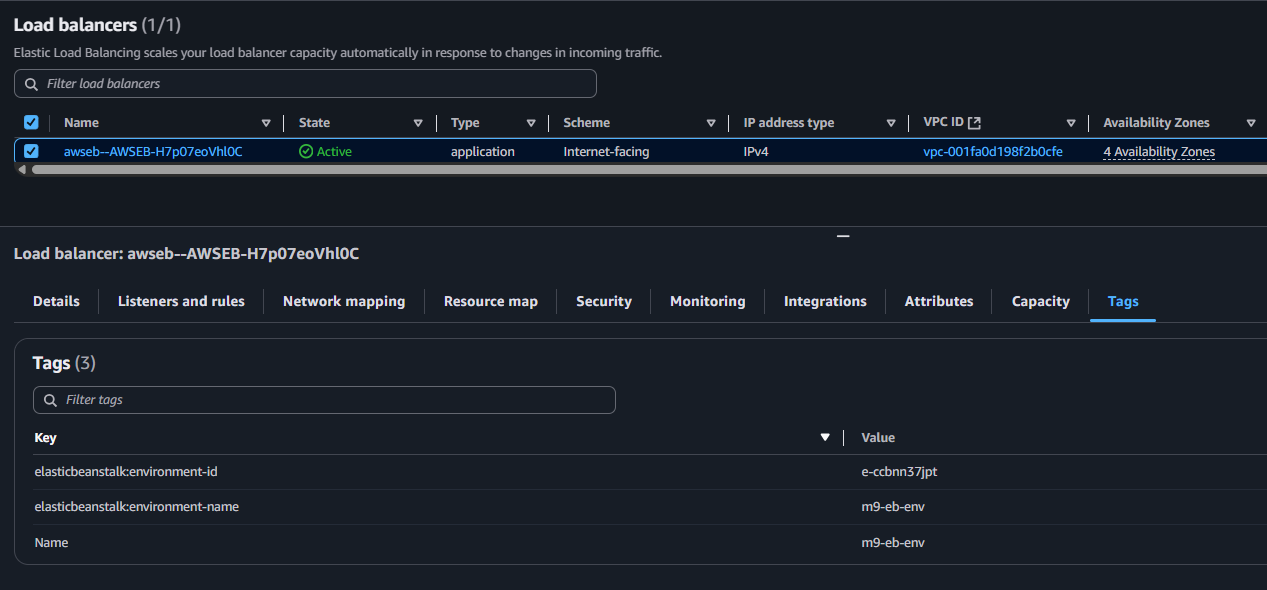 Load balancers (1/1)
Elastic Load Balancing scales your load balancer capacity automatically in response to changes in incoming traffic.
Filter load balancers
Name State Type Scheme IP address type VPC ID Availability Zones
awseb--AWSEB-H7p07eoVhl0C Active application Internet-facing IPv4 vpc-001fa0d198f2b0cfe 4 Availability Zones
Load balancer: awseb--AWSEB-H7p07eoVhl0C
Details Listeners and rules Network mapping Resource map Security Monitoring Integrations Attributes Capacity Tags
Tags (3)
Filter tags
Key Value
elasticbeanstalk:environment-id e-ccbnn37jpt
elasticbeanstalk:environment-name m9-eb-env
Name m9-eb-env